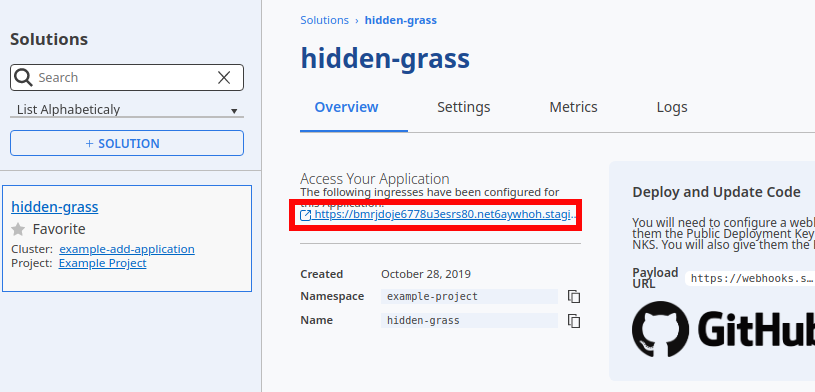 Solutions
Search
List Alphabeticaly
+ SOLUTION
hidden-grass
Favorite
Cluster: example-add-application
Project: Example Project
Solutions › hidden-grass
hidden-grass
Overview Settings Metrics Logs
Access Your Application
The following ingresses have been configured for
this Application:
https://bmrjdoje6778u3esrs80.net6aywhoh.stagi...
Created October 28, 2019
Namespace example-project
Name hidden-grass
Deploy and Update Code
You will need to configure a
them the Public Deployment Key
NKS. You will also give them the
Payload
URL
https://webhooks.s...
GitHub